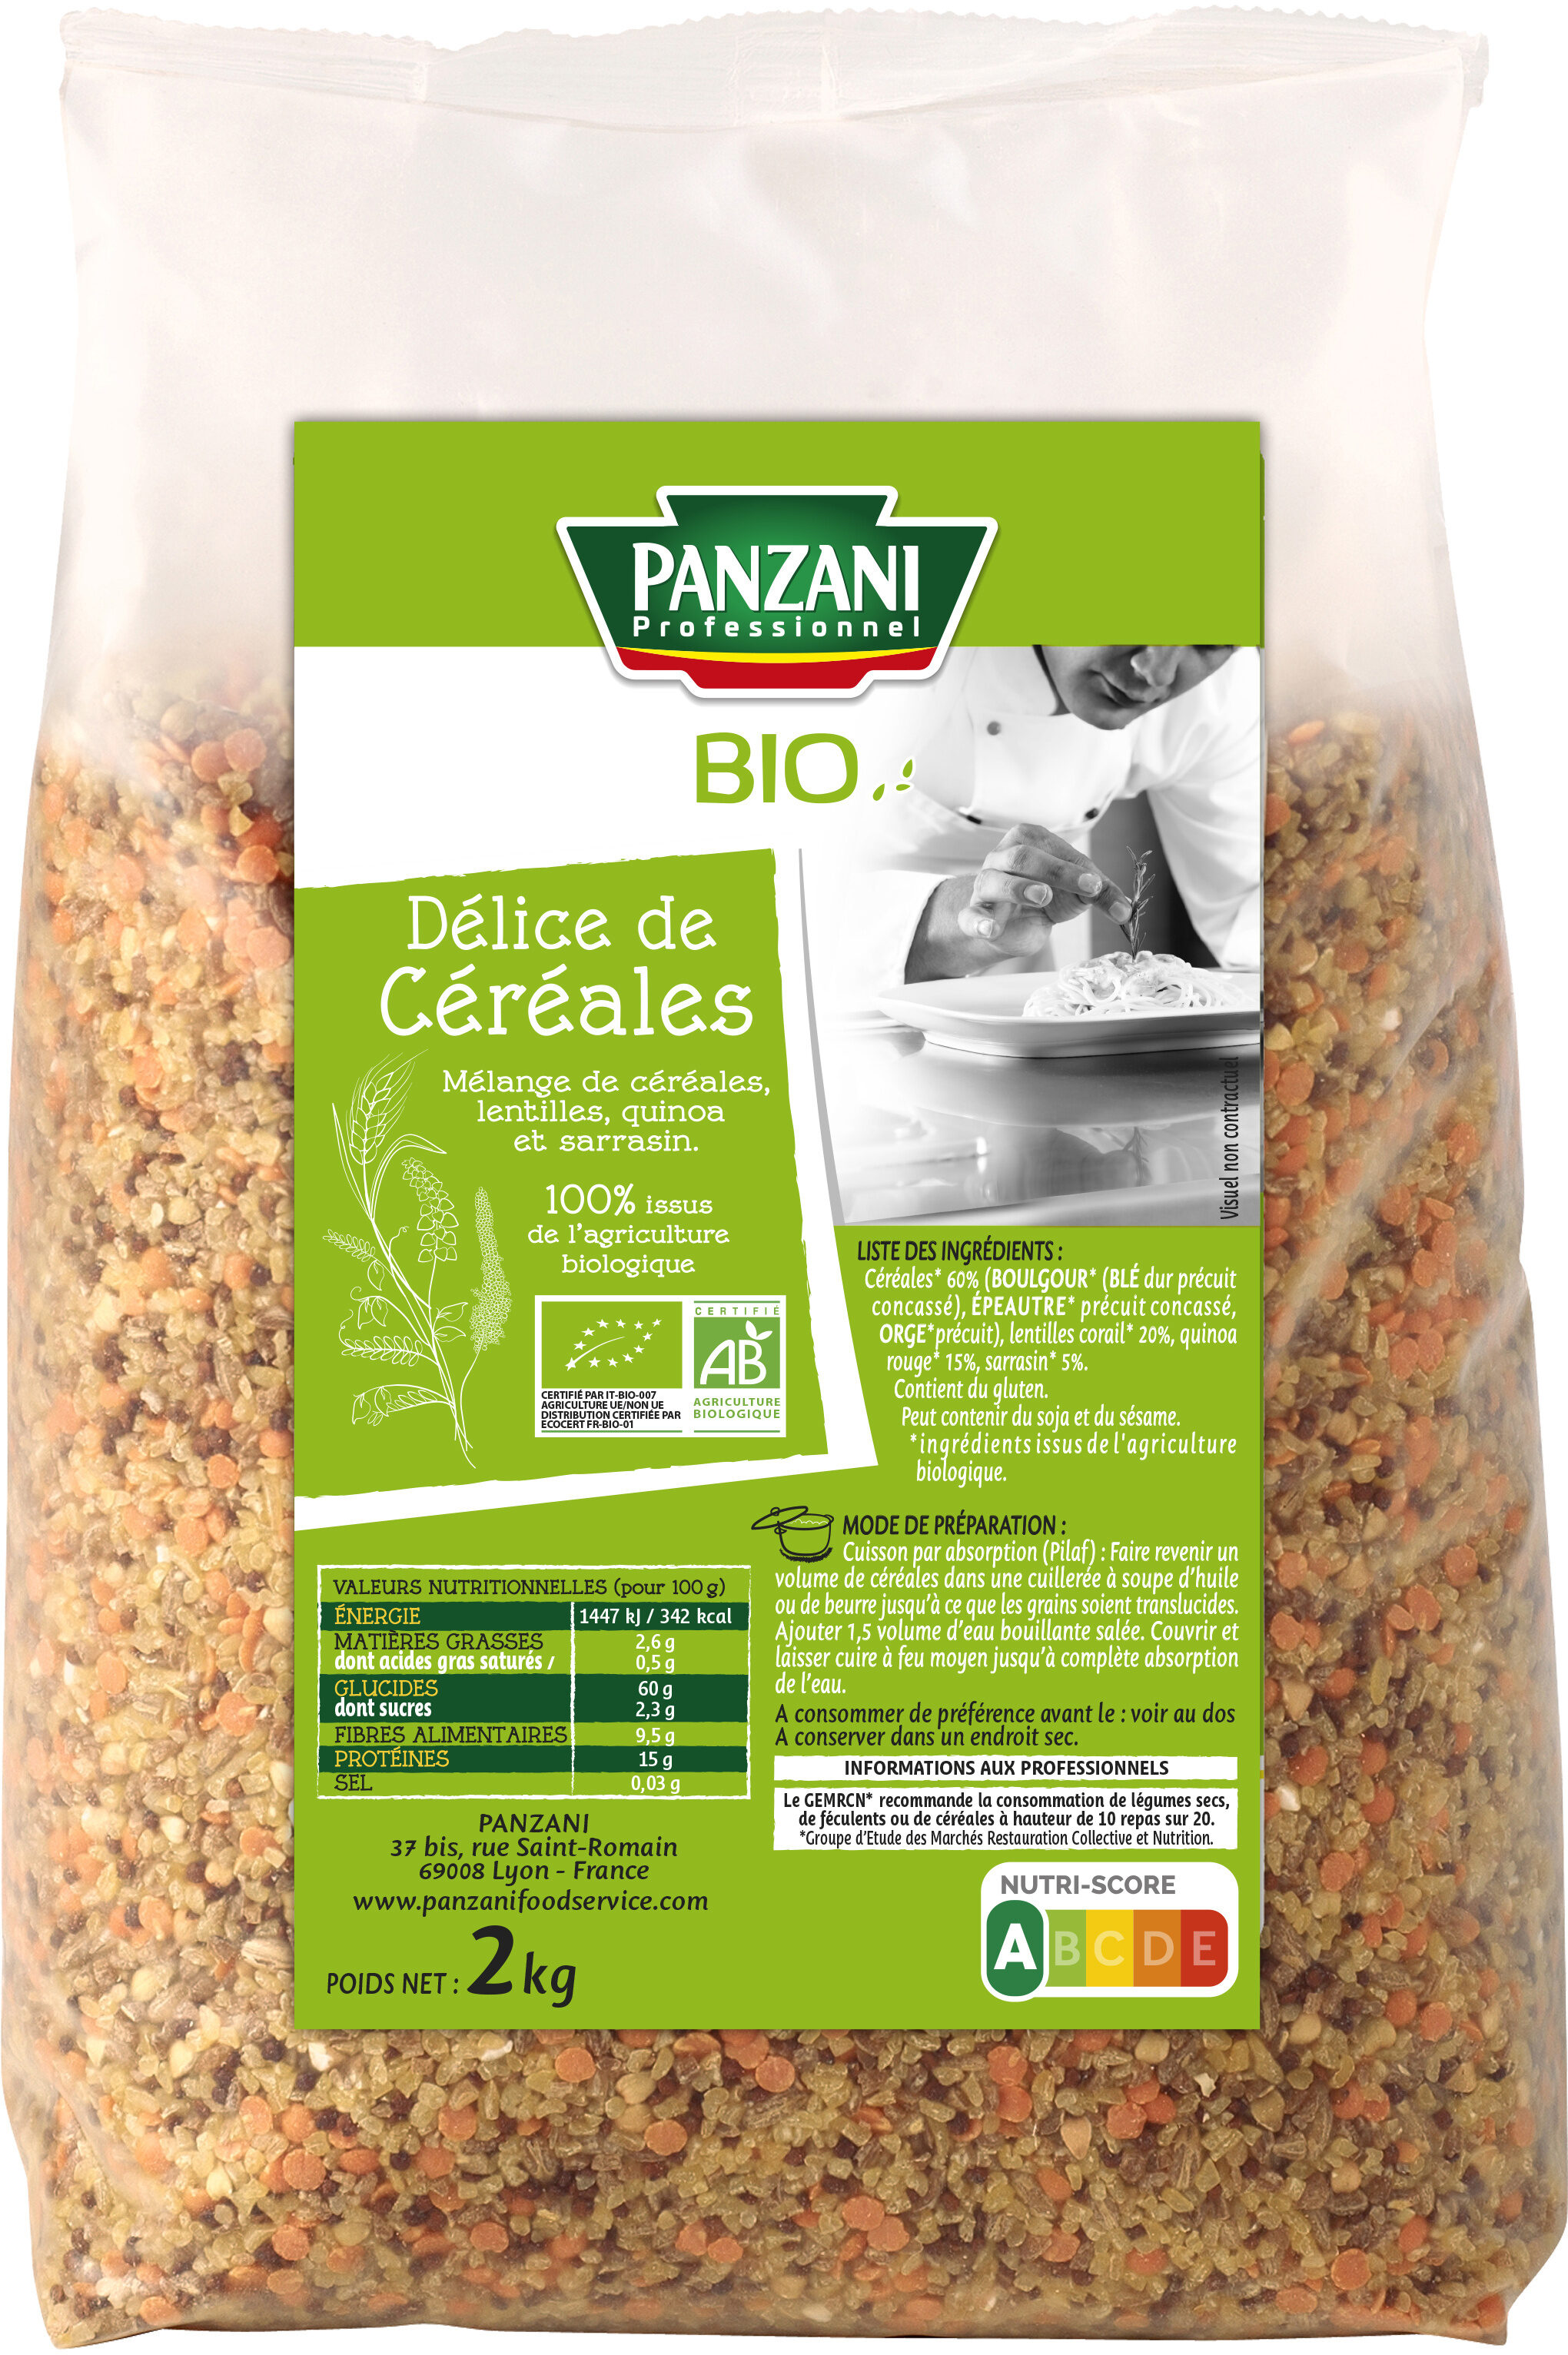 PANZANI
Professionnel
BIO
Délice de
Céréales
Mélange de céréales,
lentilles, quinoa
et sarrasin.
100% issus
de l'agriculture
biologique
CERTIFIÉ PAR IT-BIO-007
AGRICULTURE UE/NON UE
DISTRIBUTION CERTIFIÉE PAR
ECOCERT FR-BIO-01
CERTIFIÉ
AB
AGRICULTURE
BIOLOGIQUE
Visuel non contractuel
LISTE DES INGRÉDIENTS :
Céréales* 60% (BOULGOUR* (BLÉ dur précuit
concassé), ÉPEAUTRE* précuit concassé,
ORGE*précuit), lentilles corail* 20%, quinoa
rouge* 15%, sarrasin* 5%.
Contient du gluten.
Peut contenir du soja et du sésame.
*ingrédients issus de l'agriculture
biologique.
MODE DE PRÉPARATION :
Cuisson par absorption (Pilaf) : Faire revenir un
volume de céréales dans une cuillerée à soupe d'huile
ou de beurre jusqu'à ce que les grains soient translucides.
Ajouter 1,5 volume d'eau bouillante salée. Couvrir et
laisser cuire à feu moyen jusqu'à complète absorption
de l'eau.
A consommer de préférence avant le : voir au dos
A conserver dans un endroit sec.
INFORMATIONS AUX PROFESSIONNELS
Le GEMRCN* recommande la consommation de légumes secs,
de féculents ou de céréales à hauteur de 10 repas sur 20.
*Groupe d'Etude des Marchés Restauration Collective et Nutrition.
VALEURS NUTRITIONNELLES (pour 100 g)
ÉNERGIE 1447 kJ / 342 kcal
MATIÈRES GRASSES 2,6 g
dont acides gras saturés / 0,5 g
GLUCIDES 60 g
dont sucres 2,3 g
FIBRES ALIMENTAIRES 9,5 g
PROTÉINES 15 g
SEL 0,03 g
PANZANI
37 bis, rue Saint-Romain
69008 Lyon - France
www.panzanifoodservice.com
POIDS NET : 2 kg
NUTRI-SCORE
A B C D E